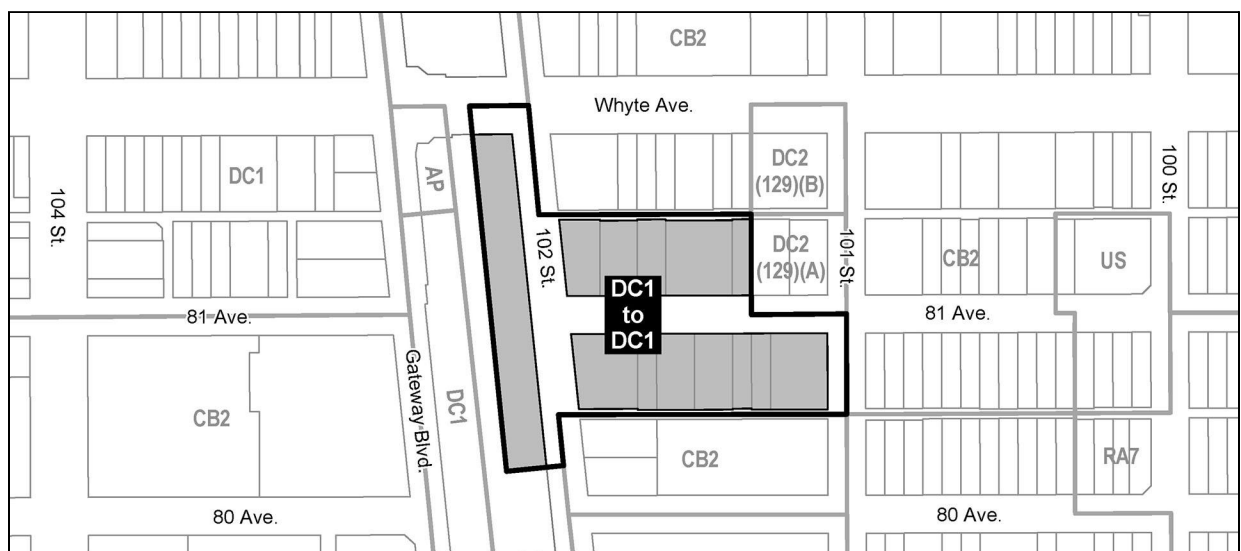 CB2
Whyte Ave.
DC1
AP
DC2
(129)(B)
100 St.
104 St.
102 St.
DC2
(129)(A)
101 St.
CB2
US
DC1
to
DC1
81 Ave.
81 Ave.
Gateway Blvd.
DC1
CB2
CB2
RA7
80 Ave.
80 Ave.